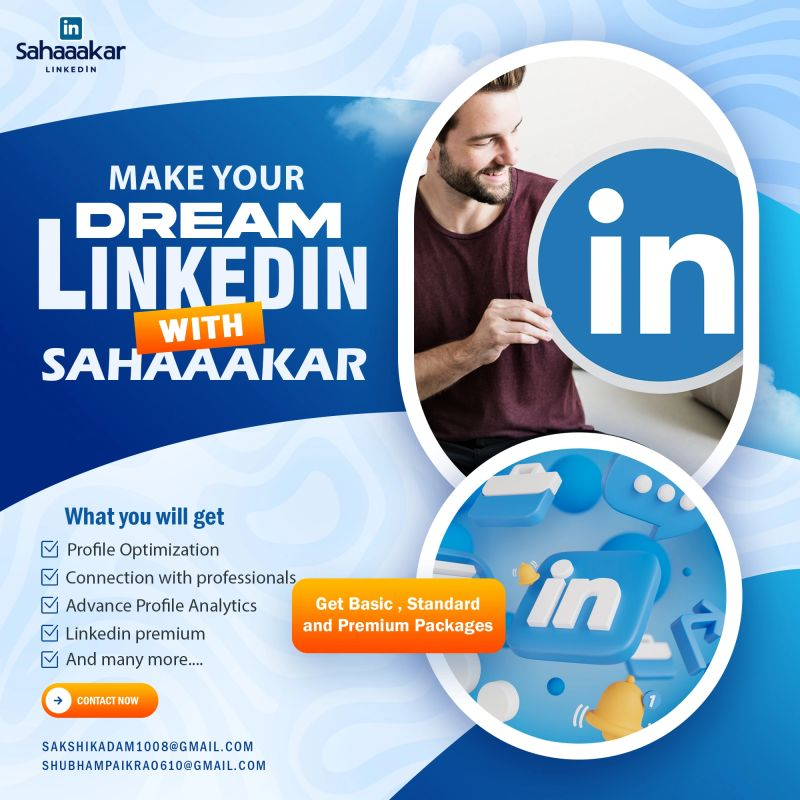 in
Sahaaakar
LINKEDIN
MAKE YOUR
DREAM
LINKEDIN
WITH
SAHAAAKAR
in
What you will get
Profile Optimization
Connection with professionals
Advance Profile Analytics
Linkedin premium
And many more....
Get Basic , Standard
and Premium Packages
in
1
CONTACT NOW
SAKSHIKADAM1008@GMAIL.COM
SHUBHAMPAIKRAO610@GMAIL.COM